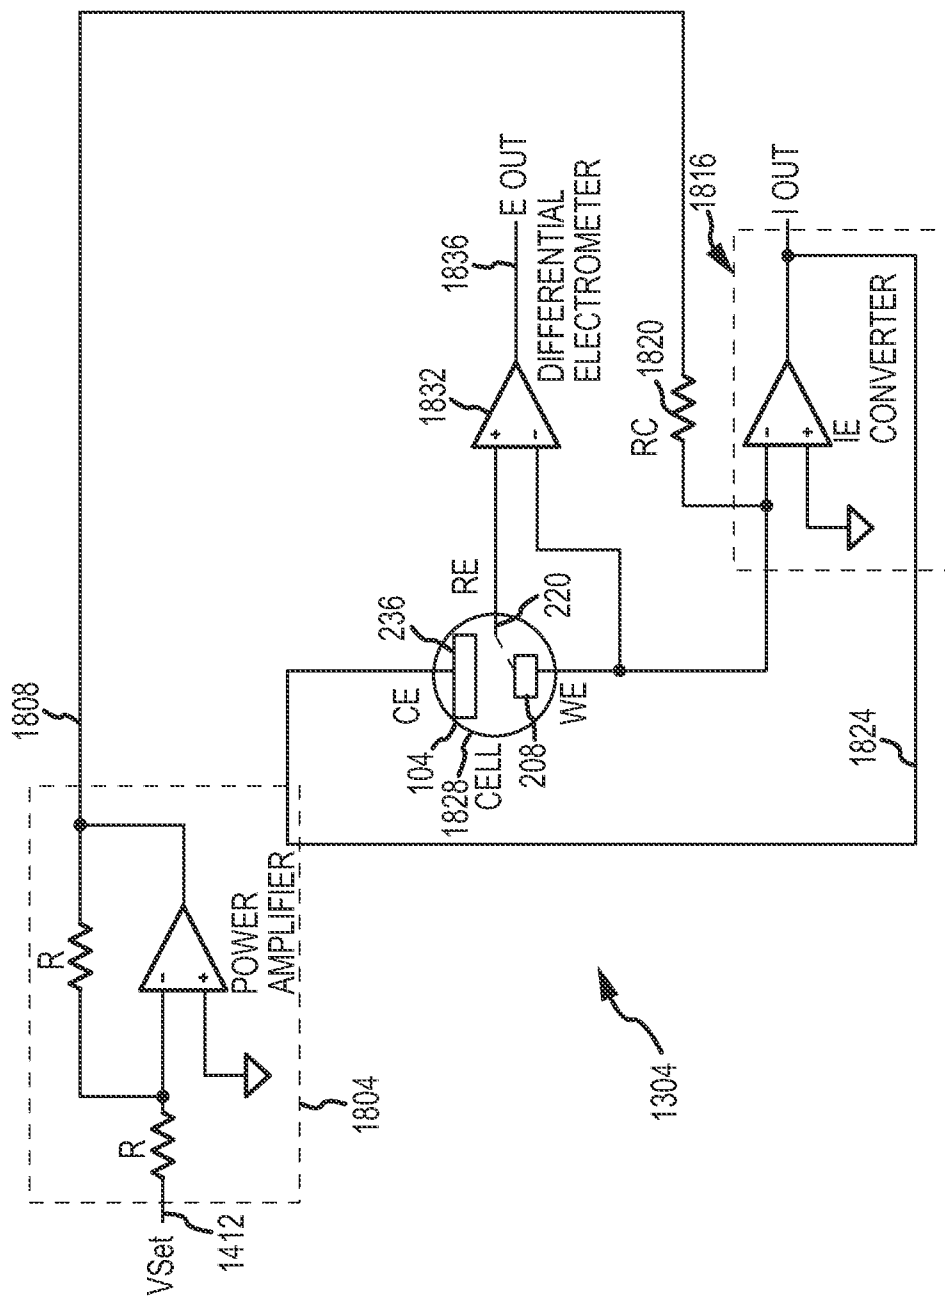 1808
R
POWER
AMPLIFIER
R
VSet
1412
1804
CE
236
104
1828
CELL
208
WE
RE
220
1832
1836
E OUT
DIFFERENTIAL
ELECTROMETER
RC
1820
1816
I OUT
IE
CONVERTER
1824
1304
+
-
+
-
+
-